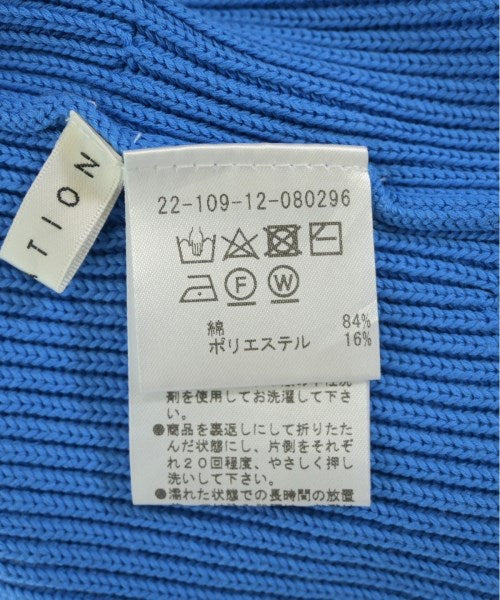 TION
22-109-12-080296
F W
綿 84%
ポリエステル 16%
剤を使用してお洗濯して下さ
い。
●商品を裏返しにして折りたた
んだ状態にし、片側をそれぞ
れ20回程度、やさしく押し
洗いして下さい。
●濡れた状態での長時間の放置